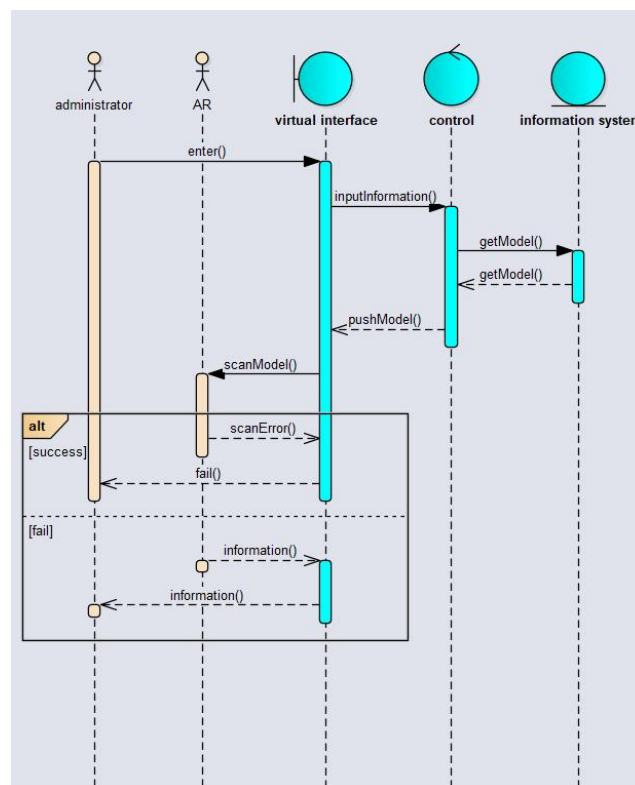 administrator
AR
virtual interface
control
information system
enter()
inputInformation()
getModel()
getModel()
pushModel()
scanModel()
alt
scanError()
[success]
fail()
[fail]
information()
information()